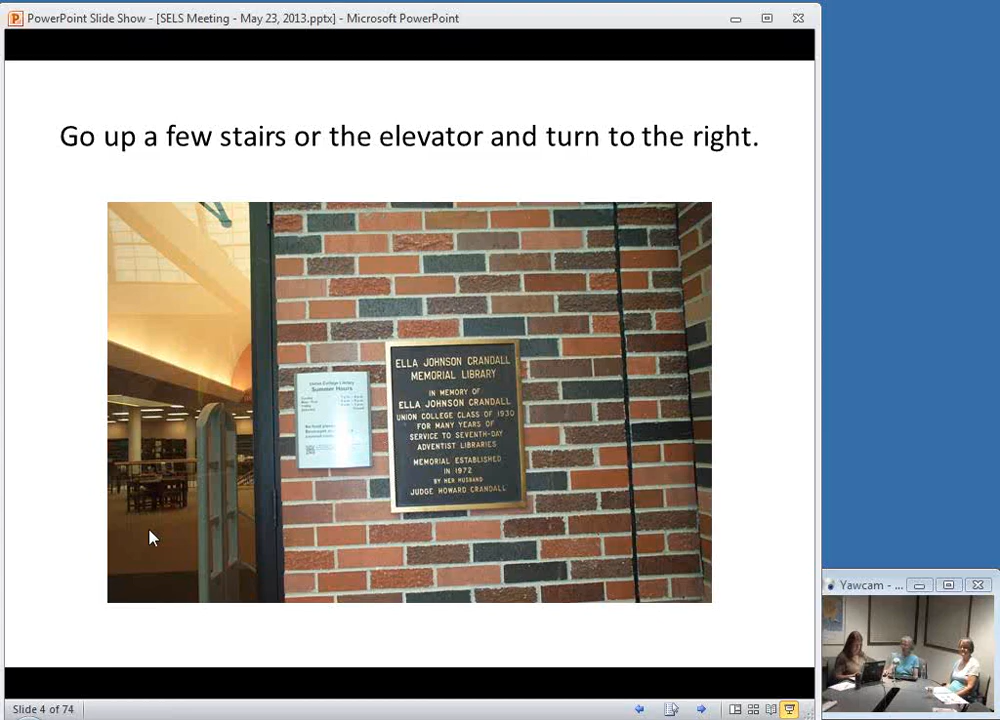 PowerPoint Slide Show - [SELS Meeting - May 23, 2013.pptx] - Microsoft PowerPoint
Go up a few stairs or the elevator and turn to the right.
Union College Library
Summer Hours
ELLA JOHNSON CRANDALL
MEMORIAL LIBRARY
IN MEMORY OF
ELLA JOHNSON CRANDALL
UNION COLLEGE CLASS OF 1930
FOR MANY YEARS OF
SERVICE TO SEVENTH-DAY
ADVENTIST LIBRARIES
MEMORIAL ESTABLISHED
IN 1972
BY HER HUSBAND
JUDGE HOWARD CRANDALL
Yawcam - ...
Slide 4 of 74